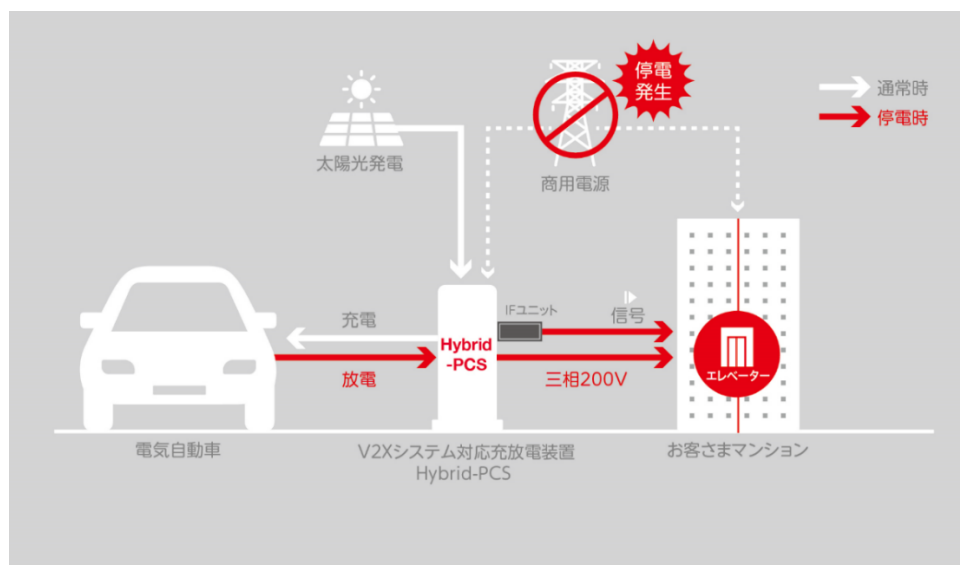 停電
発生
通常時
停電時
太陽光発電
商用電源
IFユニット
信号
充電
Hybrid
-PCS
放電
三相200V
エレベーター
電気自動車
V2Xシステム対応充放電装置
Hybrid-PCS
お客さまマンション